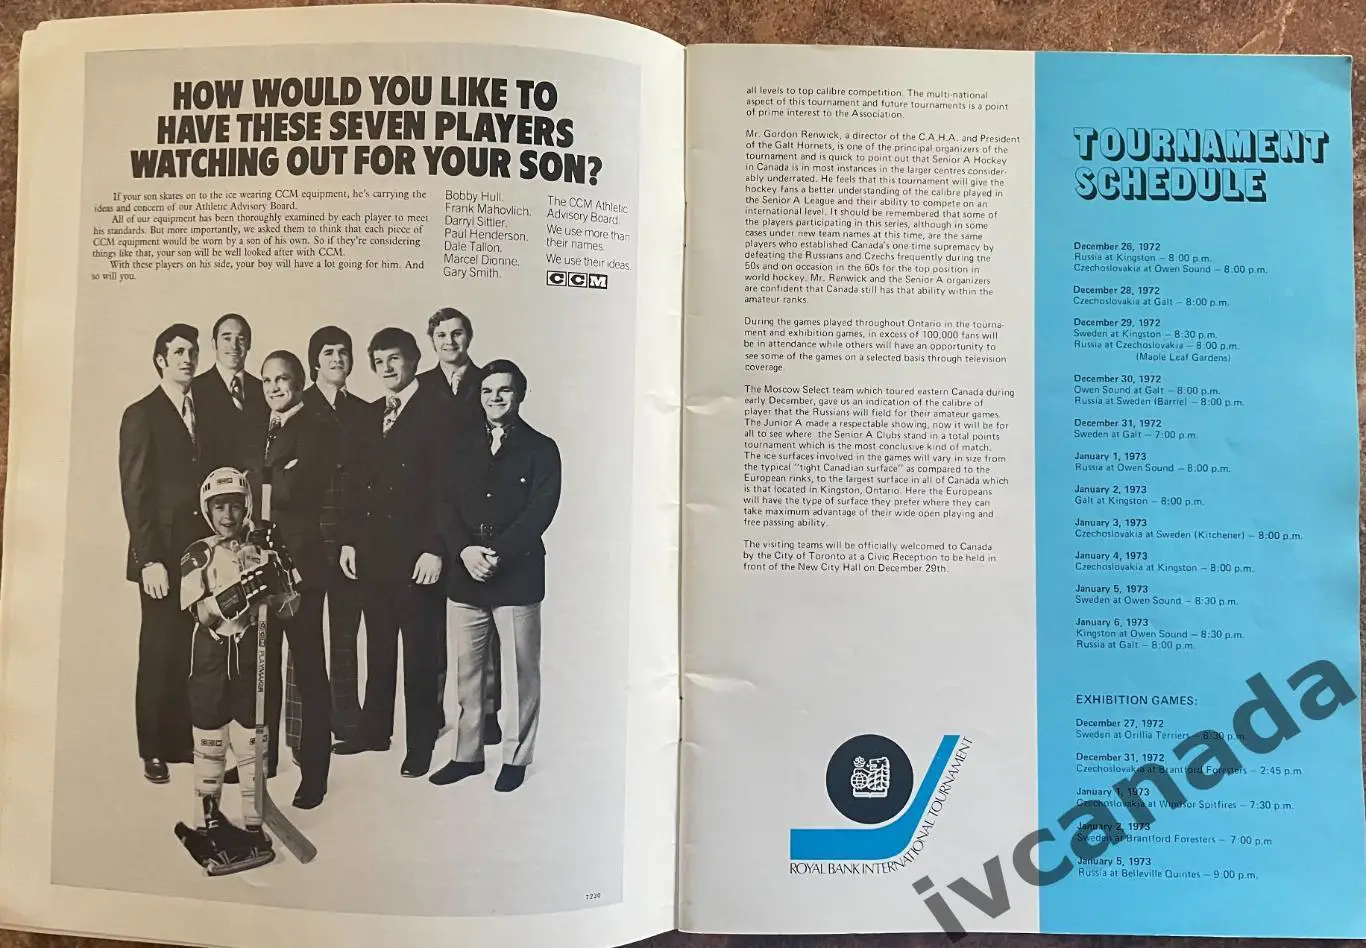 HOW WOULD YOU LIKE TO
HAVE THESE SEVEN PLAYERS
WATCHING OUT FOR YOUR SON?
If your son skates on to the ice wearing CCM equipment, he's carrying the
ideas and concern of our Athletic Advisory Board.
All of our equipment has been thoroughly examined by each player to meet
his standards. But more importantly, we asked them to think that each piece of
CCM equipment would be worn by a son of his own. So if they're considering
things like that, your son will be well looked after with CCM.
With these players on his side, your boy will have a lot going for him. And
so will you.
Bobby Hull.
Frank Mahovlich.
Darryl Sittler.
Paul Henderson.
Dale Tallon.
Marcel Dionne.
Gary Smith.
The CCM Athletic
Advisory Board.
We use more than
their names.
We use their ideas.
CCM
7230
all levels to top calibre competition. The multi-national
aspect of this tournament and future tournaments is a point
of prime interest to the Association.
Mr. Gordon Renwick, a director of the C.A.H.A. and President
of the Galt Hornets, is one of the principal organizers of the
tournament and is quick to point out that Senior A Hockey
in Canada is in most instances in the larger centres consider-
ably underrated. He feels that this tournament will give the
hockey fans a better understanding of the calibre played in
the Senior A League and their ability to compete on an
international level. It should be remembered that some of
the players participating in this series, although in some
cases under new team names at this time, are the same
players who established Canada's one-time supremacy by
defeating the Russians and Czechs frequently during the
50s and on occasion in the 60s for the top position in
world hockey. Mr. Renwick and the Senior A organizers
are confident that Canada still has that ability within the
amateur ranks.
During the games played throughout Ontario in the tourna-
ment and exhibition games, in excess of 100,000 fans will
be in attendance while others will have an opportunity to
see some of the games on a selected basis through television
coverage.
The Moscow Select team which toured eastern Canada during
early December, gave us an indication of the calibre of
player that the Russians will field for their amateur games.
The Junior A made a respectable showing, now it will be for
all to see where the Senior A Clubs stand in a total points
tournament which is the most conclusive kind of match.
The ice surfaces involved in the games will vary in size from
the typical "tight Canadian surface" as compared to the
European rinks, to the largest surface in all of Canada which
is that located in Kingston, Ontario. Here the Europeans
will have the type of surface they prefer where they can
take maximum advantage of their wide open playing and
free passing ability.
The visiting teams will be officially welcomed to Canada
by the City of Toronto at a Civic Reception to be held in
front of the New City Hall on December 29th.
ROYAL BANK INTERNATIONAL TOURNAMENT
TOURNAMENT
SCHEDULE
December 26, 1972
Russia at Kingston – 8:00 p.m.
Czechoslovakia at Owen Sound – 8:00 p.m.
December 28, 1972
Czechoslovakia at Galt – 8:00 p.m.
December 29, 1972
Sweden at Kingston – 8:30 p.m.
Russia at Czechoslovakia – 8:00 p.m.
(Maple Leaf Gardens)
December 30, 1972
Owen Sound at Galt – 8:00 p.m.
Russia at Sweden (Barrie) – 8:00 p.m.
December 31, 1972
Sweden at Galt – 7:00 p.m.
January 1, 1973
Russia at Owen Sound – 8:00 p.m.
January 2, 1973
Galt at Kingston – 8:00 p.m.
January 3, 1973
Czechoslovakia at Sweden (Kitchener) – 8:00 p.m.
January 4, 1973
Czechoslovakia at Kingston – 8:00 p.m.
January 5, 1973
Sweden at Owen Sound – 8:30 p.m.
January 6, 1973
Kingston at Owen Sound – 8:30 p.m.
Russia at Galt – 8:00 p.m.
EXHIBITION GAMES:
December 27, 1972
Sweden at Orillia Terriers – 8:30 p.m.
December 31, 1972
Czechoslovakia at Brantford Foresters – 2:45 p.m
January 1, 1973
Czechoslovakia at Windsor Spitfires – 7:30 p.m.
January 2, 1973
Sweden at Brantford Foresters – 7:00 p.m
January 5, 1973
Russia at Belleville Quintes – 9:00 p.m.
ivcanada